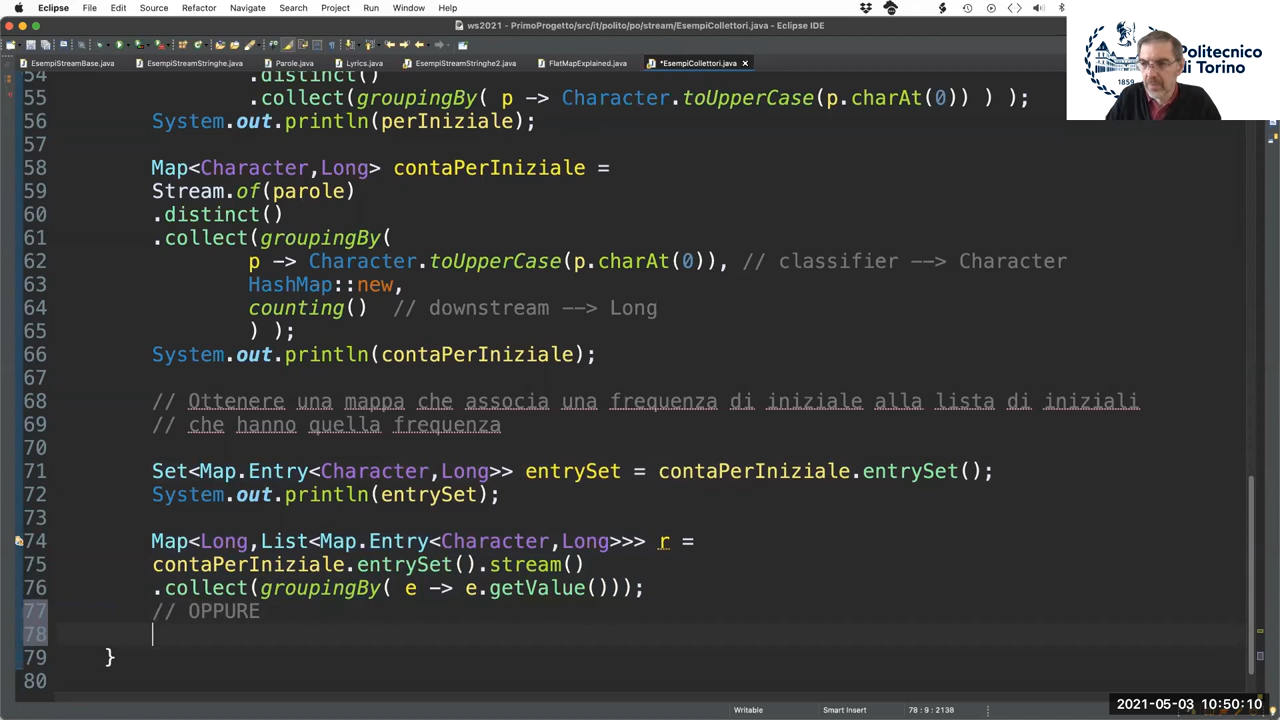 Eclipse File Edit Source Refactor Navigate Search Project Run Window Help
ws2021 - PrimoProgetto/src/it/polito/po/stream/EsempiCollettori.java - Eclipse IDE
EsempiStreamBase.java EsempiStreamStringhe.java Parole.java Lyrics.java EsempiStreamStringhe2.java FlatMapExplained.java *EsempiCollettori.java
Politecnico
di Torino
1859
54 .distinct()
55 .collect(groupingBy( p -> Character.toUpperCase(p.charAt(0)) ) );
56 System.out.println(perIniziale);
57
58 Map<Character,Long> contaPerIniziale =
59 Stream.of(parole)
60 .distinct()
61 .collect(groupingBy(
62 p -> Character.toUpperCase(p.charAt(0)), // classifier --> Character
63 HashMap::new,
64 counting() // downstream --> Long
65 ) );
66 System.out.println(contaPerIniziale);
67
68 // Ottenere una mappa che associa una frequenza di iniziale alla lista di iniziali
69 // che hanno quella frequenza
70
71 Set<Map.Entry<Character,Long>> entrySet = contaPerIniziale.entrySet();
72 System.out.println(entrySet);
73
74 Map<Long,List<Map.Entry<Character,Long>>> r =
75 contaPerIniziale.entrySet().stream()
76 .collect(groupingBy( e -> e.getValue()));
77 // OPPURE
78
79 }
80
Writable Smart Insert 78 : 9 : 2138
2021-05-03 10:50:10